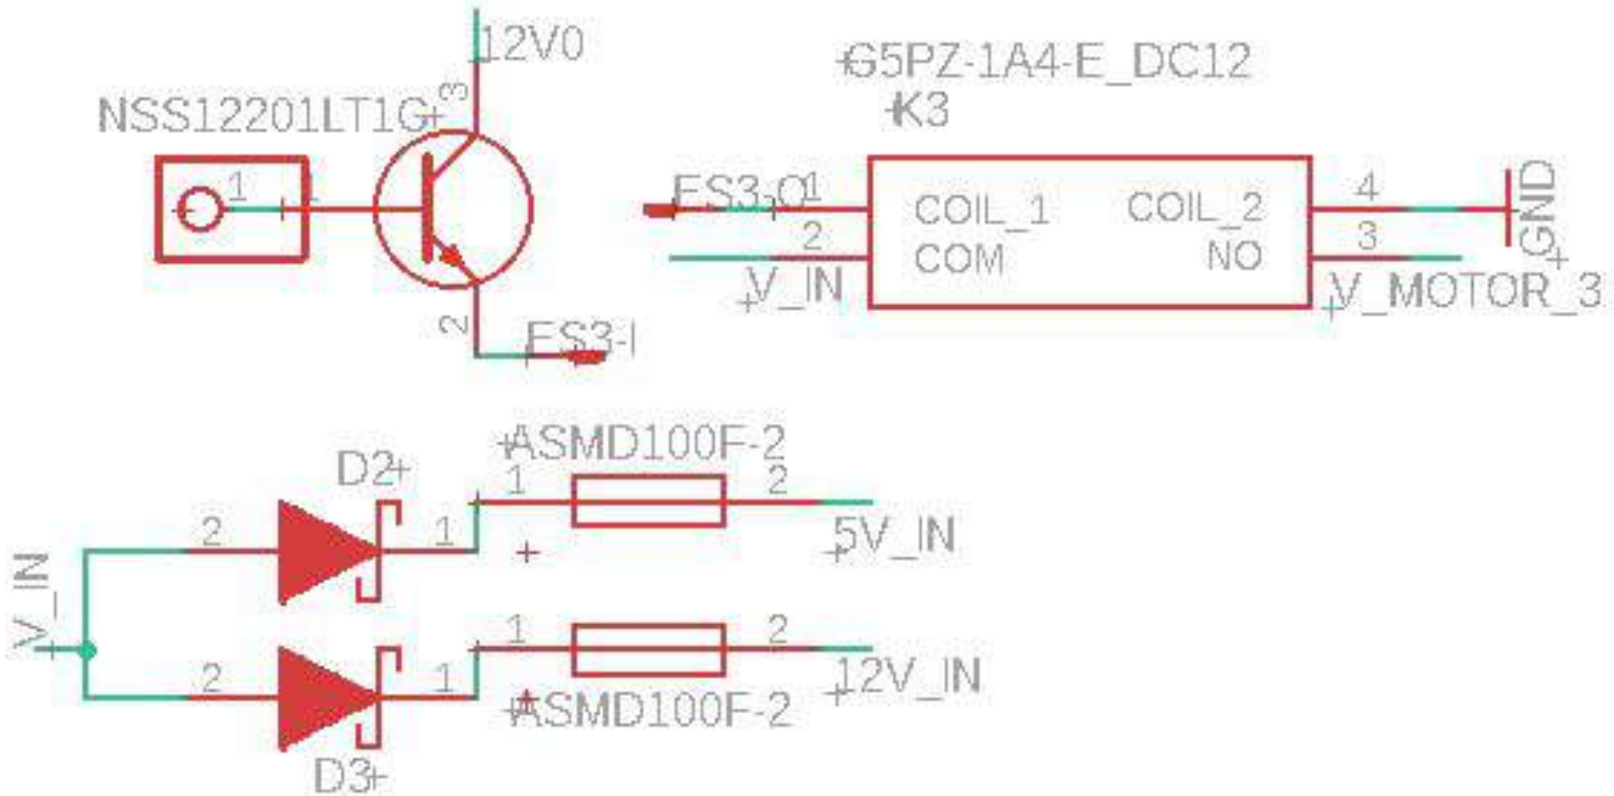 12V0
3
NSS12201LT1G
1
1
2
ES3-I
G5PZ-1A4-E_DC12
K3
ES3-O
1
COIL_1
COIL_2
4
GND
2
COM
NO
3
V_IN
V_MOTOR_3
ASMD100F-2
D2
1
2
2
1
5V_IN
V_IN
1
2
2
1
12V_IN
ASMD100F-2
D3